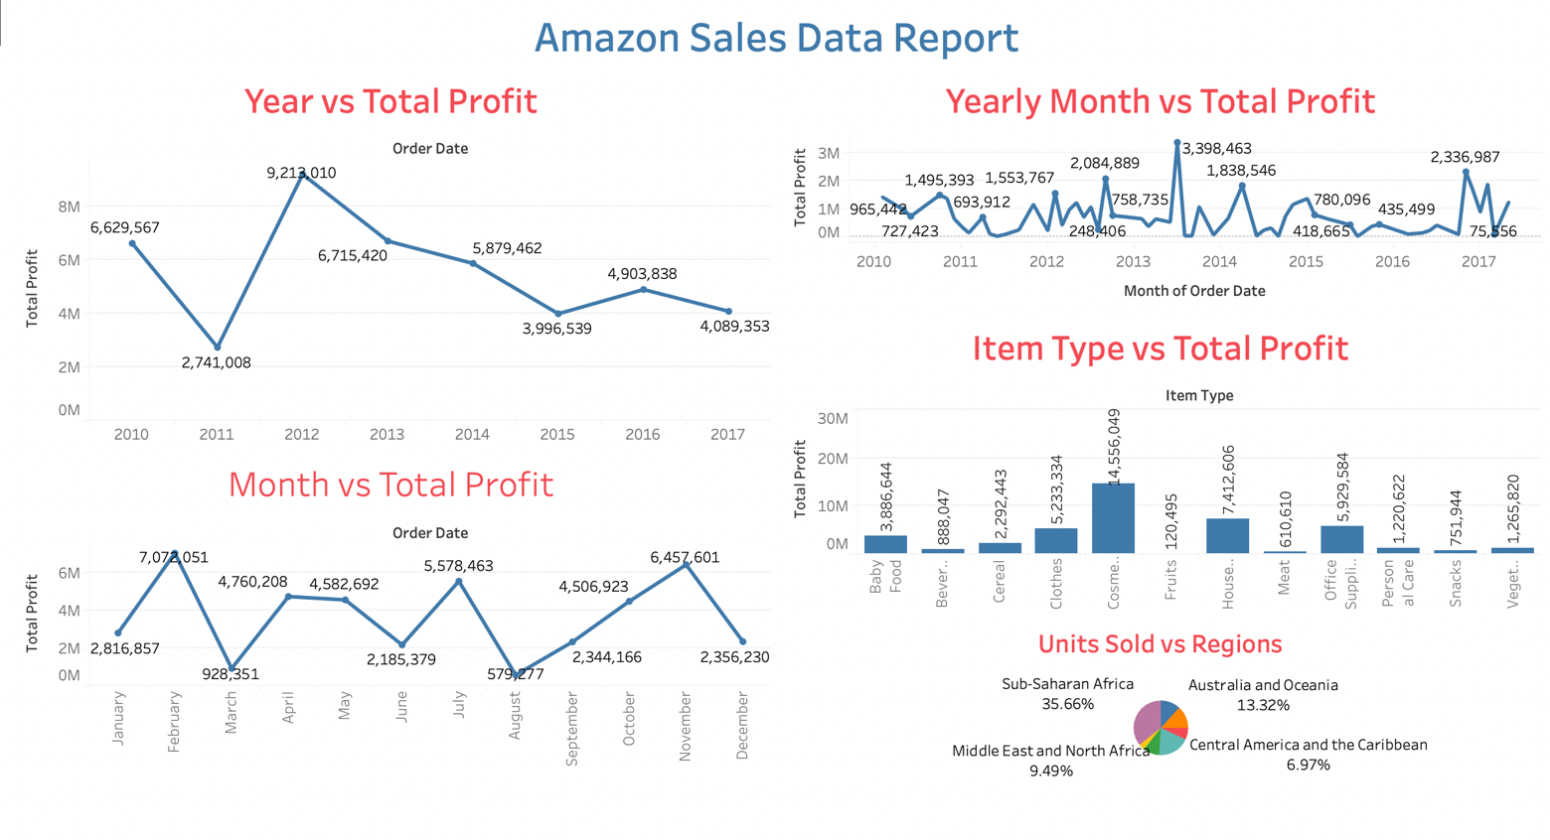 Amazon Sales Data Report
Year vs Total Profit
Order Date
Total Profit
8M
6M
4M
2M
0M
6,629,567
2,741,008
9,213,010
6,715,420
5,879,462
3,996,539
4,903,838
4,089,353
2010
2011
2012
2013
2014
2015
2016
2017
Month vs Total Profit
Order Date
Total Profit
6M
4M
2M
0M
2,816,857
7,072,051
928,351
4,760,208
4,582,692
2,185,379
5,578,463
579,277
2,344,166
4,506,923
6,457,601
2,356,230
January
February
March
April
May
June
July
August
September
October
November
December
Yearly Month vs Total Profit
Total Profit
3M
2M
1M
0M
965,442
727,423
1,495,393
693,912
1,553,767
2,084,889
248,406
758,735
3,398,463
1,838,546
780,096
418,665
435,499
2,336,987
75,556
2010
2011
2012
2013
2014
2015
2016
2017
Month of Order Date
Item Type vs Total Profit
Item Type
Total Profit
30M
20M
10M
0M
3,886,644
888,047
2,292,443
5,233,334
14,556,049
120,495
7,412,606
610,610
5,929,584
1,220,622
751,944
1,265,820
Baby
Food
Bever..
Cereal
Clothes
Cosme..
Fruits
House..
Meat
Office
Suppli..
Person
al Care
Snacks
Veget..
Units Sold vs Regions
Sub-Saharan Africa
35.66%
Australia and Oceania
13.32%
Middle East and North Africa
9.49%
Central America and the Caribbean
6.97%